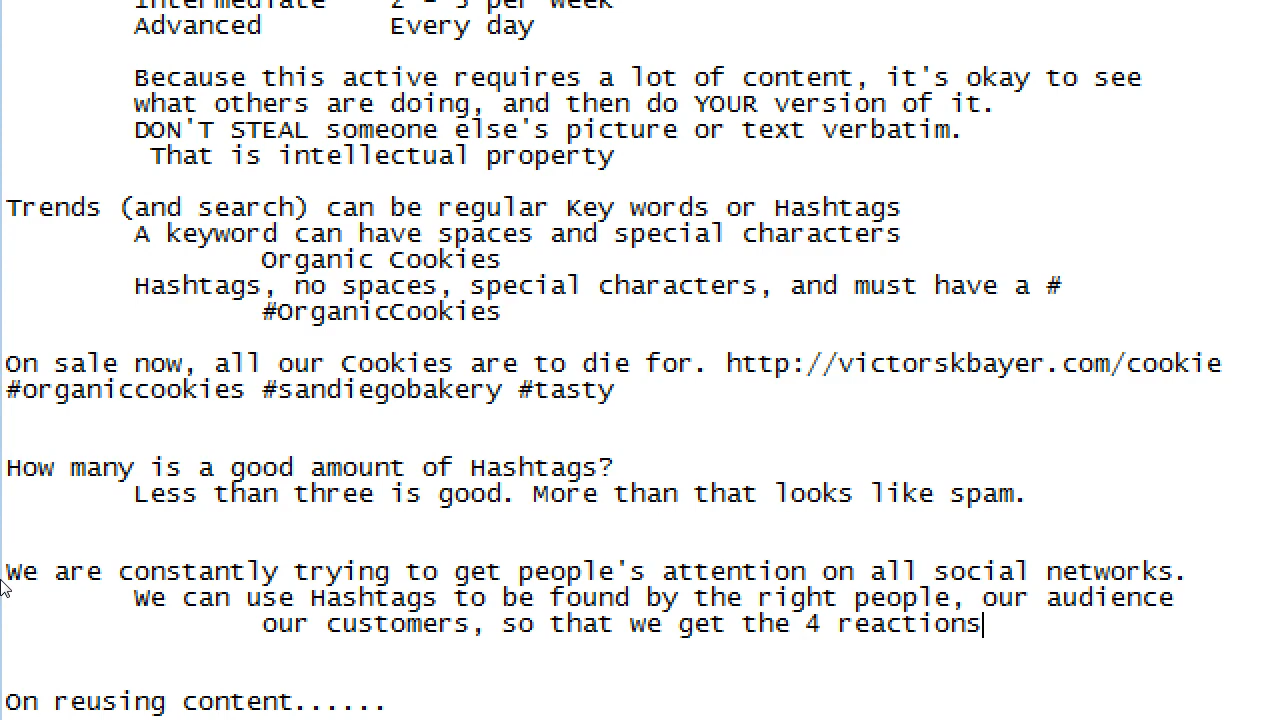 Intermediate 2 - 3 per week
Advanced Every day
Because this active requires a lot of content, it's okay to see
what others are doing, and then do YOUR version of it.
DON'T STEAL someone else's picture or text verbatim.
That is intellectual property
Trends (and search) can be regular Key words or Hashtags
A keyword can have spaces and special characters
Organic Cookies
Hashtags, no spaces, special characters, and must have a #
#OrganicCookies
On sale now, all our Cookies are to die for. http://victorskbayer.com/cookie
#organiccookies #sandiegobakery #tasty
How many is a good amount of Hashtags?
Less than three is good. More than that looks like spam.
We are constantly trying to get people's attention on all social networks.
We can use Hashtags to be found by the right people, our audience
our customers, so that we get the 4 reactions
On reusing content......